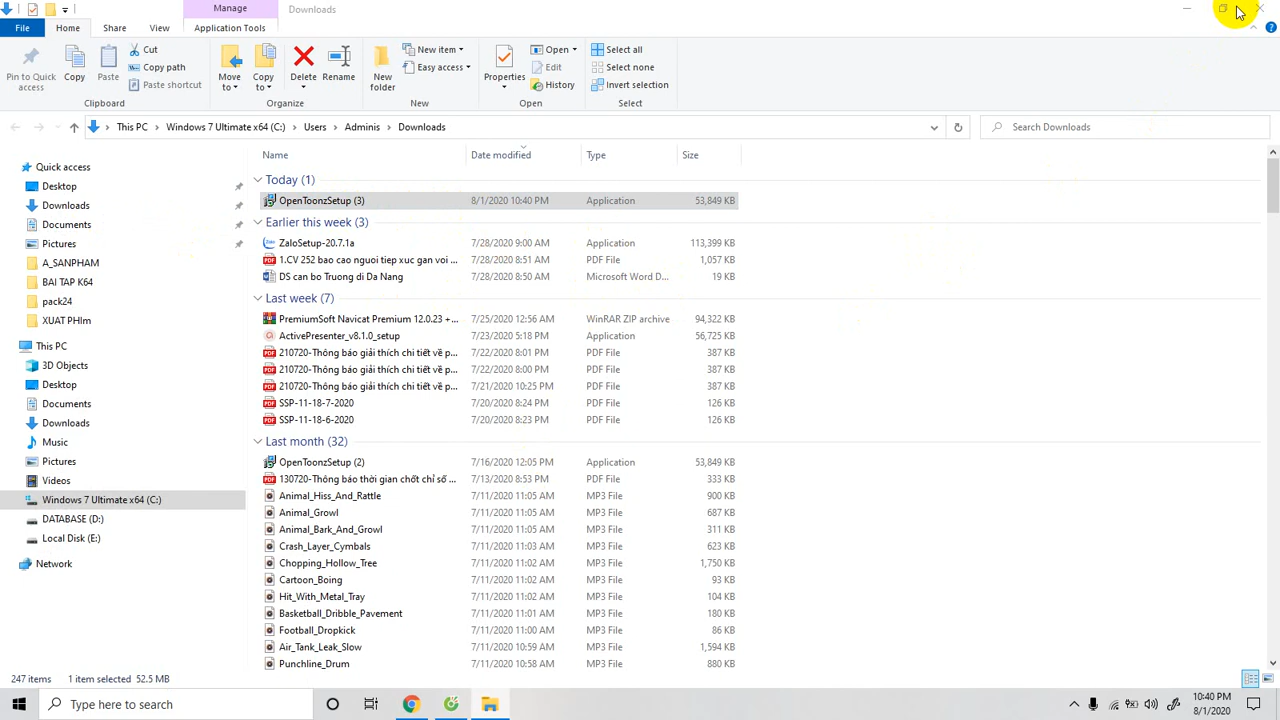 Manage
Downloads
File
Home
Share
View
Application Tools
Pin to Quick access
Copy
Paste
Cut
Copy path
Paste shortcut
Clipboard
Move to
Copy to
Delete
Rename
Organize
New folder
New item
Easy access
New
Properties
Open
Edit
History
Open
Select all
Select none
Invert selection
Select
This PC > Windows 7 Ultimate x64 (C:) > Users > Adminis > Downloads
Search Downloads
Quick access
Desktop
Downloads
Documents
Pictures
A_SANPHAM
BAI TAP K64
pack24
XUAT PHIm
This PC
3D Objects
Desktop
Documents
Downloads
Music
Pictures
Videos
Windows 7 Ultimate x64 (C:)
DATABASE (D:)
Local Disk (E:)
Network
Name Date modified Type Size
Today (1)
OpenToonzSetup (3) 8/1/2020 10:40 PM Application 53,849 KB
Earlier this week (3)
ZaloSetup-20.7.1a 7/28/2020 9:00 AM Application 113,399 KB
1.CV 252 bao cao nguoi tiep xuc gan voi ... 7/28/2020 8:51 AM PDF File 1,057 KB
DS can bo Truong di Da Nang 7/28/2020 8:50 AM Microsoft Word D... 19 KB
Last week (7)
PremiumSoft Navicat Premium 12.0.23 +... 7/25/2020 12:56 AM WinRAR ZIP archive 94,322 KB
ActivePresenter_v8.1.0_setup 7/23/2020 5:18 PM Application 56,725 KB
210720-Thông báo giải thích chi tiết về p... 7/22/2020 8:01 PM PDF File 387 KB
210720-Thông báo giải thích chi tiết về p... 7/22/2020 8:00 PM PDF File 387 KB
210720-Thông báo giải thích chi tiết về p... 7/21/2020 10:25 PM PDF File 387 KB
SSP-11-18-7-2020 7/20/2020 8:24 PM PDF File 126 KB
SSP-11-18-6-2020 7/20/2020 8:23 PM PDF File 126 KB
Last month (32)
OpenToonzSetup (2) 7/16/2020 12:05 PM Application 53,849 KB
130720-Thông báo thời gian chốt chỉ số ... 7/13/2020 8:53 PM PDF File 333 KB
Animal_Hiss_And_Rattle 7/11/2020 11:05 AM MP3 File 900 KB
Animal_Growl 7/11/2020 11:05 AM MP3 File 687 KB
Animal_Bark_And_Growl 7/11/2020 11:05 AM MP3 File 311 KB
Crash_Layer_Cymbals 7/11/2020 11:03 AM MP3 File 623 KB
Chopping_Hollow_Tree 7/11/2020 11:02 AM MP3 File 1,750 KB
Cartoon_Boing 7/11/2020 11:02 AM MP3 File 93 KB
Hit_With_Metal_Tray 7/11/2020 11:02 AM MP3 File 104 KB
Basketball_Dribble_Pavement 7/11/2020 11:01 AM MP3 File 180 KB
Football_Dropkick 7/11/2020 11:00 AM MP3 File 86 KB
Air_Tank_Leak_Slow 7/11/2020 10:59 AM MP3 File 1,594 KB
Punchline_Drum 7/11/2020 10:58 AM MP3 File 880 KB
247 items 1 item selected 52.5 MB
Type here to search
10:40 PM
8/1/2020